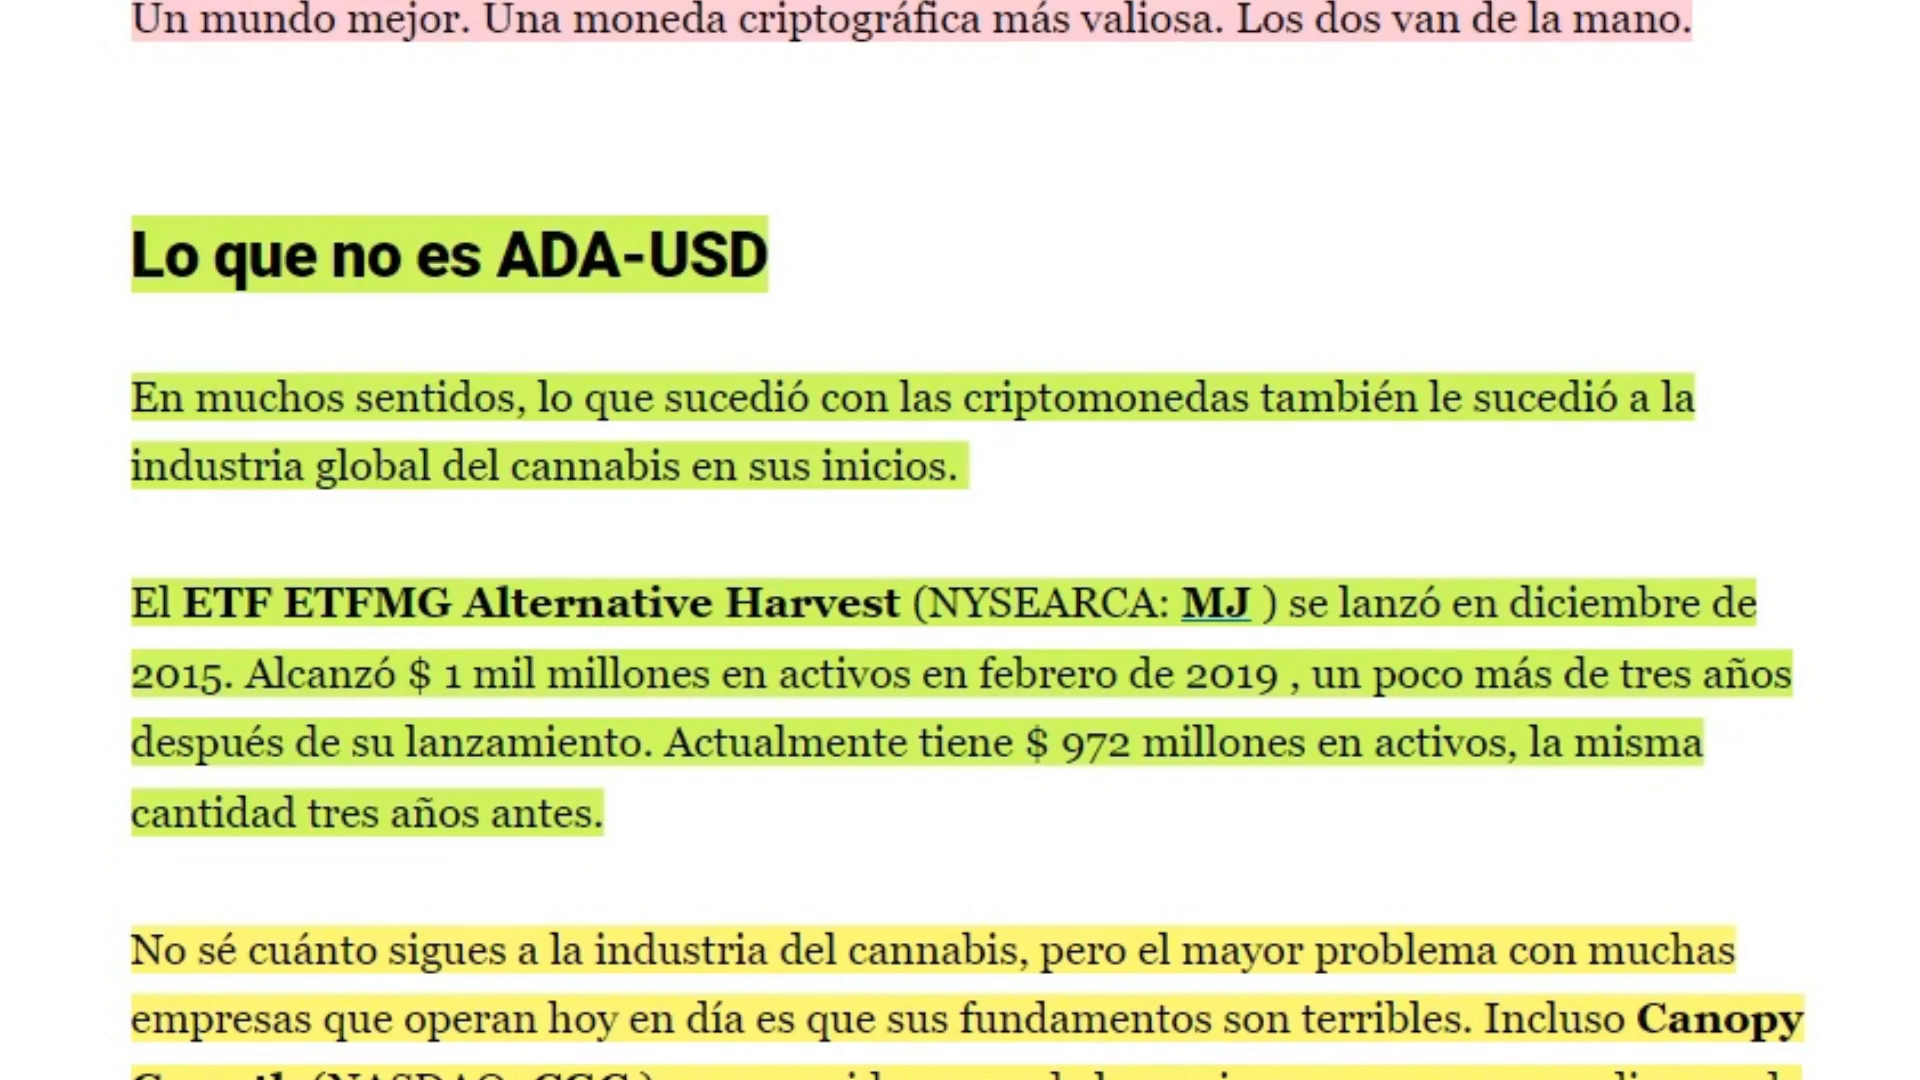 Un mundo mejor. Una moneda criptográfica más valiosa. Los dos van de la mano.
Lo que no es ADA-USD
En muchos sentidos, lo que sucedió con las criptomonedas también le sucedió a la
industria global del cannabis en sus inicios.
El ETF ETFMG Alternative Harvest (NYSEARCA: MJ ) se lanzó en diciembre de
2015. Alcanzó $ 1 mil millones en activos en febrero de 2019 , un poco más de tres años
después de su lanzamiento. Actualmente tiene $ 972 millones en activos, la misma
cantidad tres años antes.
No sé cuánto sigues a la industria del cannabis, pero el mayor problema con muchas
empresas que operan hoy en día es que sus fundamentos son terribles. Incluso Canopy
Growth (NASDAQ: CGC )